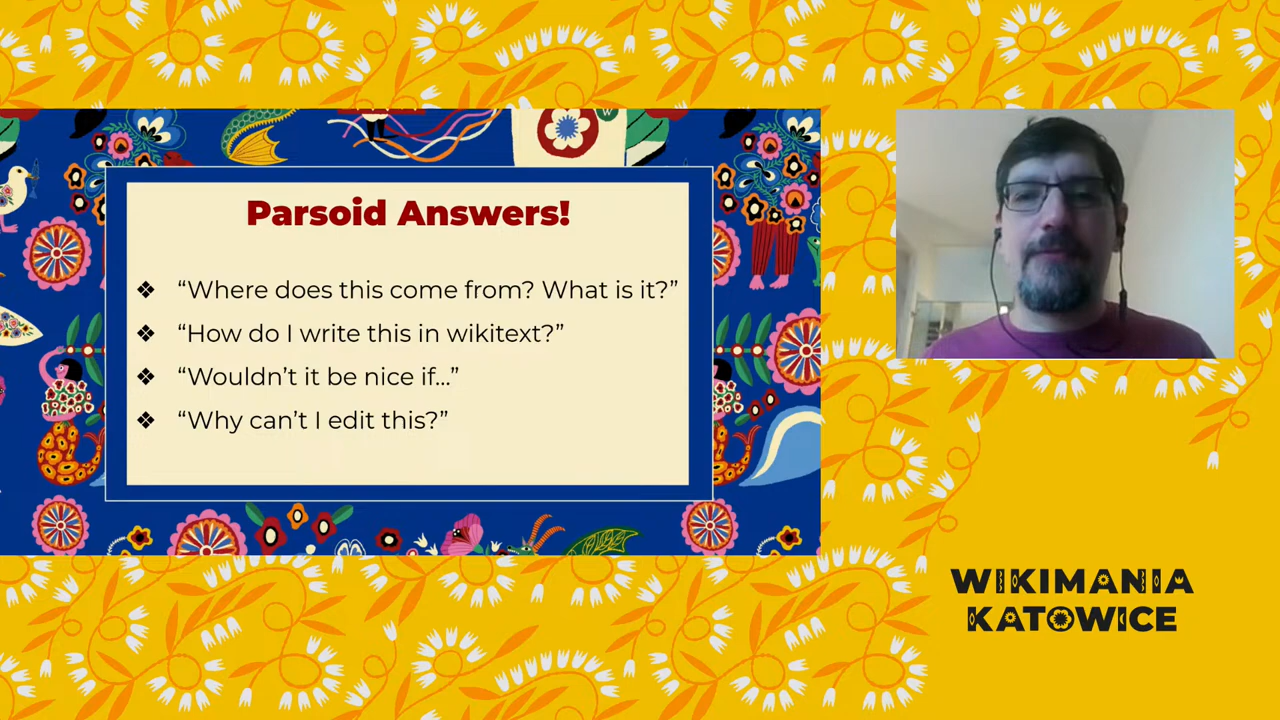 Parsoid Answers!
❖ “Where does this come from? What is it?”
❖ “How do I write this in wikitext?”
❖ “Wouldn’t it be nice if...”
❖ “Why can’t I edit this?”
W
WIKIMANIA
KATOWICE